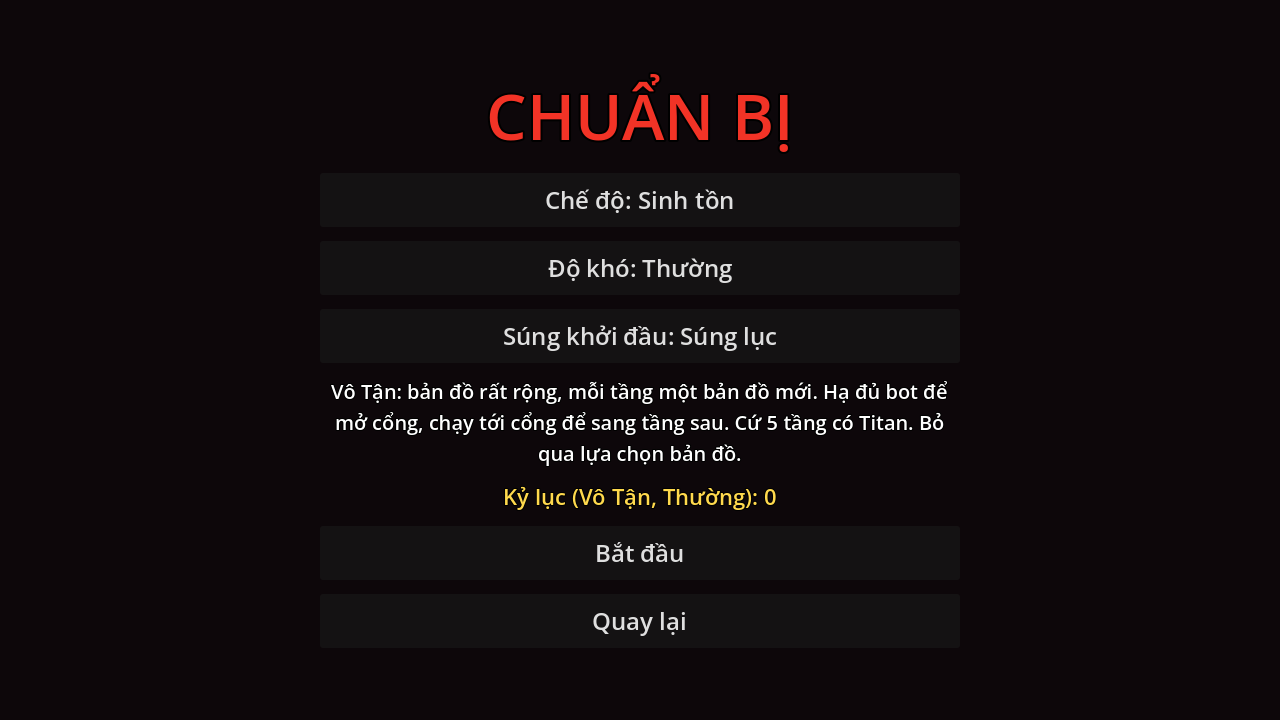 CHUẨN BỊ
Chế độ: Sinh tồn
Độ khó: Thường
Súng khởi đầu: Súng lục
Vô Tận: bản đồ rất rộng, mỗi tầng một bản đồ mới. Hạ đủ bot để
mở cổng, chạy tới cổng để sang tầng sau. Cứ 5 tầng có Titan. Bỏ
qua lựa chọn bản đồ.
Kỷ lục (Vô Tận, Thường): 0
Bắt đầu
Quay lại